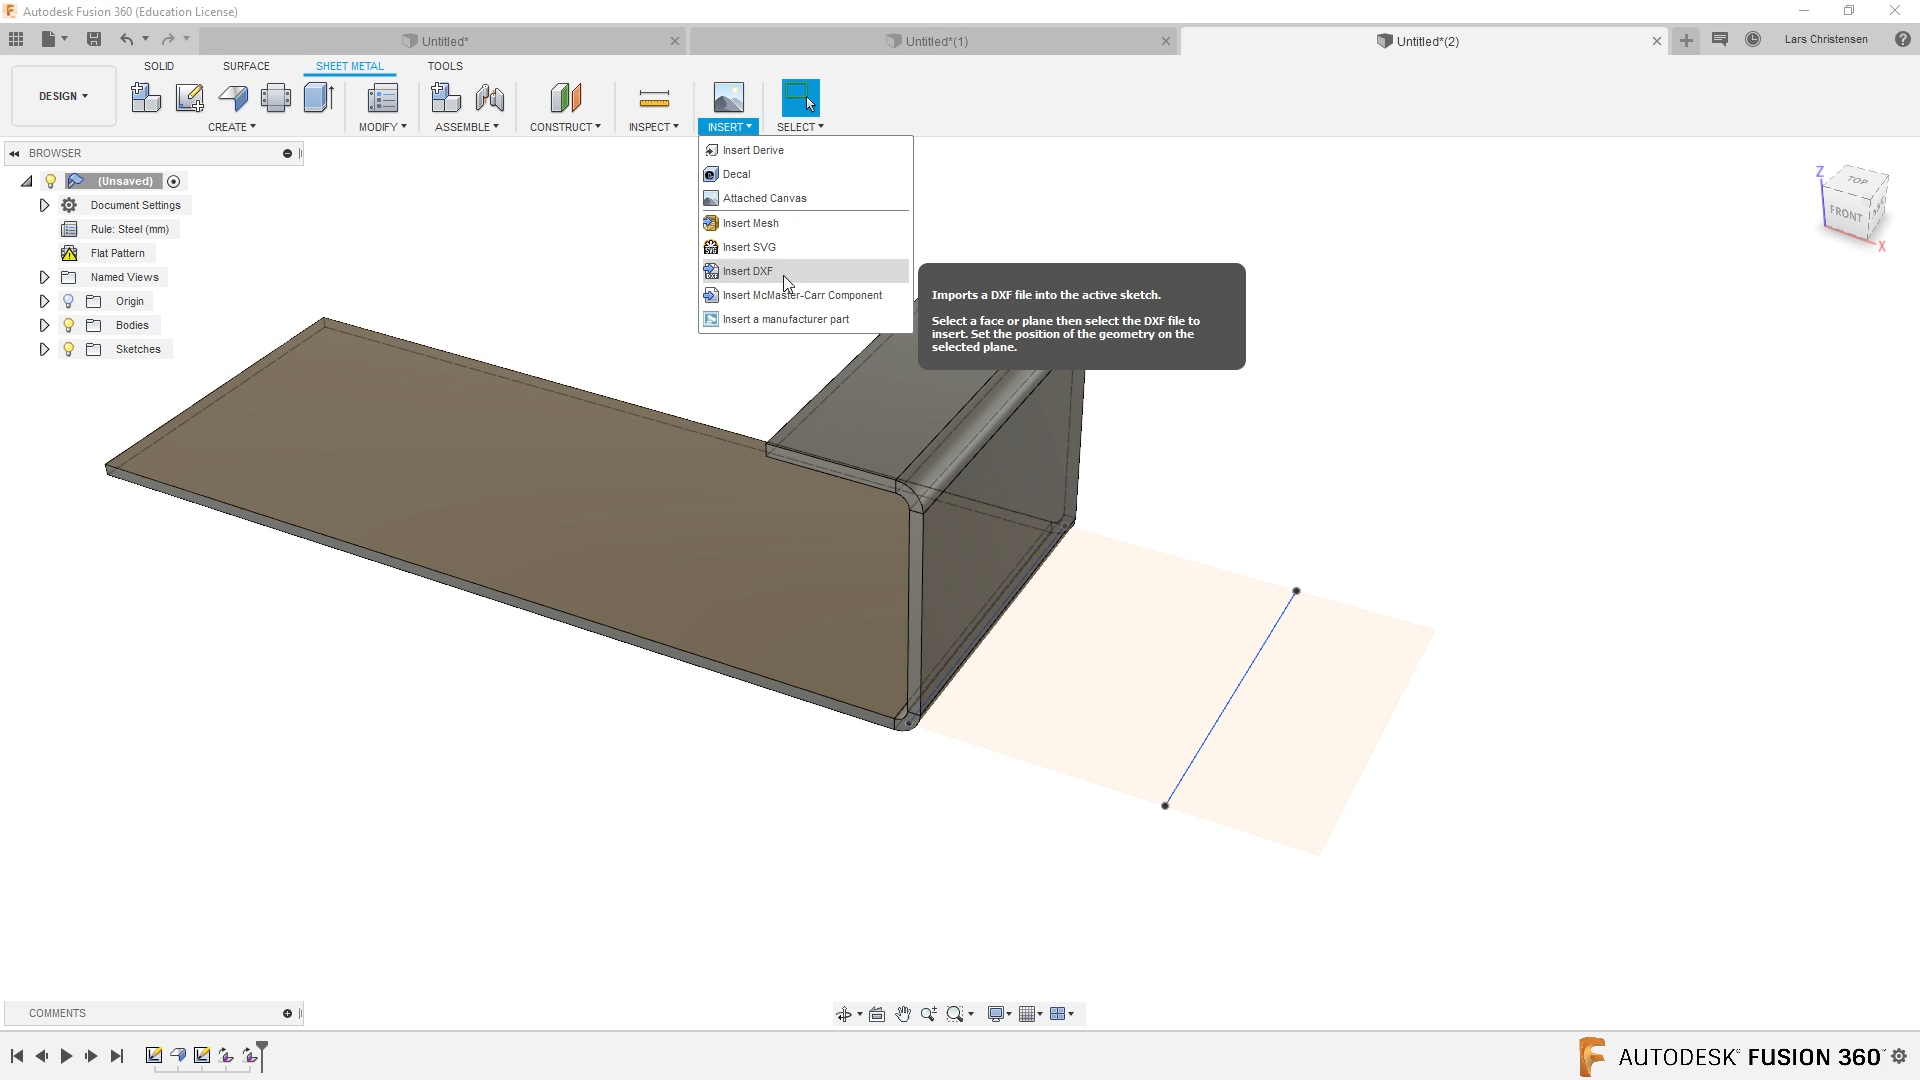 Autodesk Fusion 360 (Education License)
Untitled*
Untitled*(1)
Untitled*(2)
Lars Christensen
DESIGN
SOLID
SURFACE
SHEET METAL
TOOLS
CREATE
MODIFY
ASSEMBLE
CONSTRUCT
INSPECT
INSERT
SELECT
BROWSER
(Unsaved)
Document Settings
Rule: Steel (mm)
Flat Pattern
Named Views
Origin
Bodies
Sketches
Insert Derive
Decal
Attached Canvas
Insert Mesh
Insert SVG
Insert DXF
Insert McMaster-Carr Component
Insert a manufacturer part
Imports a DXF file into the active sketch.
Select a face or plane then select the DXF file to
insert. Set the position of the geometry on the
selected plane.
Z
TOP
FRONT
X
COMMENTS
AUTODESK FUSION 360